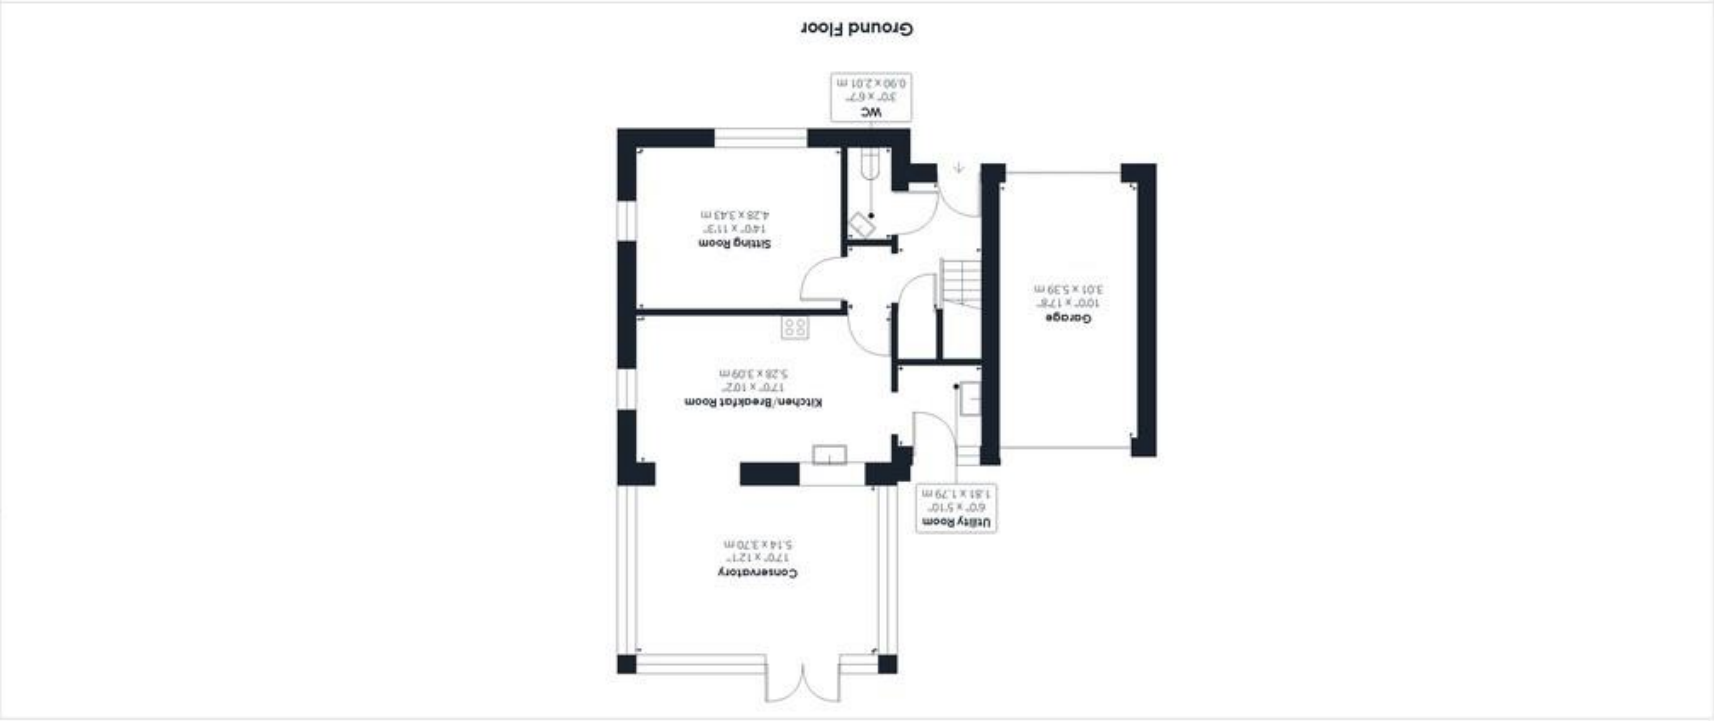 Conservatory
17'0" x 12'1"
5.14 x 3.70 m
Utility Room
6'0" x 5'10"
1.81 x 1.79 m
Kitchen/Breakfat Room
17'0" x 10'2"
5.28 x 3.09 m
Garage
10'0" x 17'8"
3.01 x 5.39 m
Sitting Room
14'0" x 11'3"
4.28 x 3.43 m
WC
3'0" x 6'7"
0.90 x 2.01 m
Ground Floor